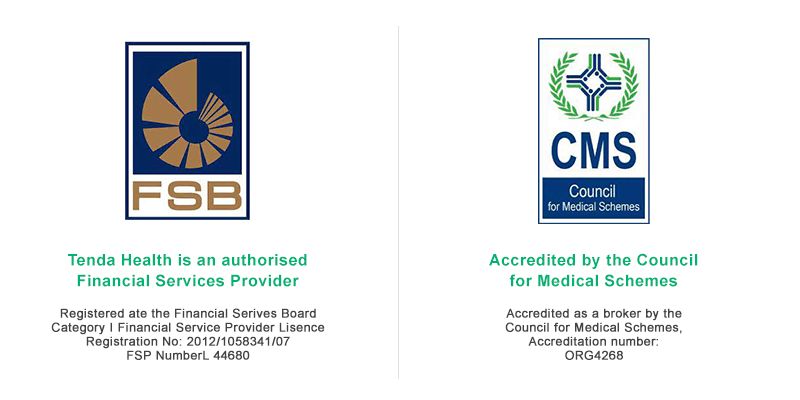 FSB
Tenda Health is an authorised
Financial Services Provider
Registered ate the Financial Serives Board
Category I Financial Service Provider Lisence
Registration No: 2012/1058341/07
FSP NumberL 44680
CMS
Council
for Medical Schemes
Accredited by the Council
for Medical Schemes
Accredited as a broker by the
Council for Medical Schemes,
Accreditation number:
ORG4268